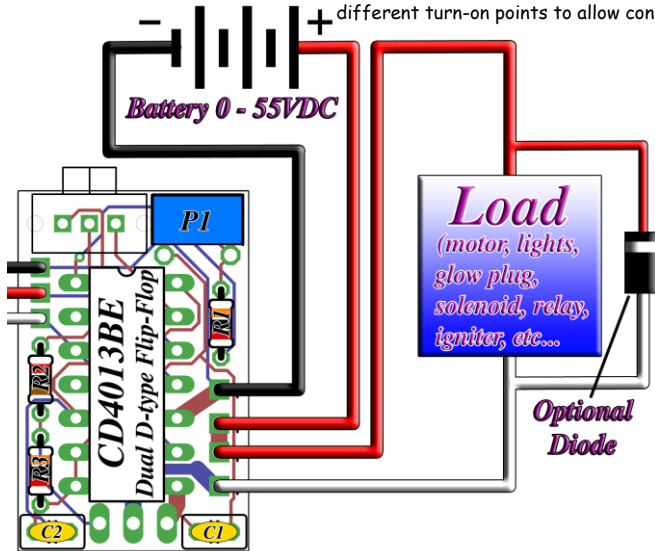 different turn-on points to allow con
- +
Battery 0 - 55VDC
P1
Load
(motor, lights,
glow plug,
solenoid, relay,
igniter, etc...
R1
CD4013BE
Dual D-type Flip-Flop
R2
R3
Optional
Diode
C2
C1